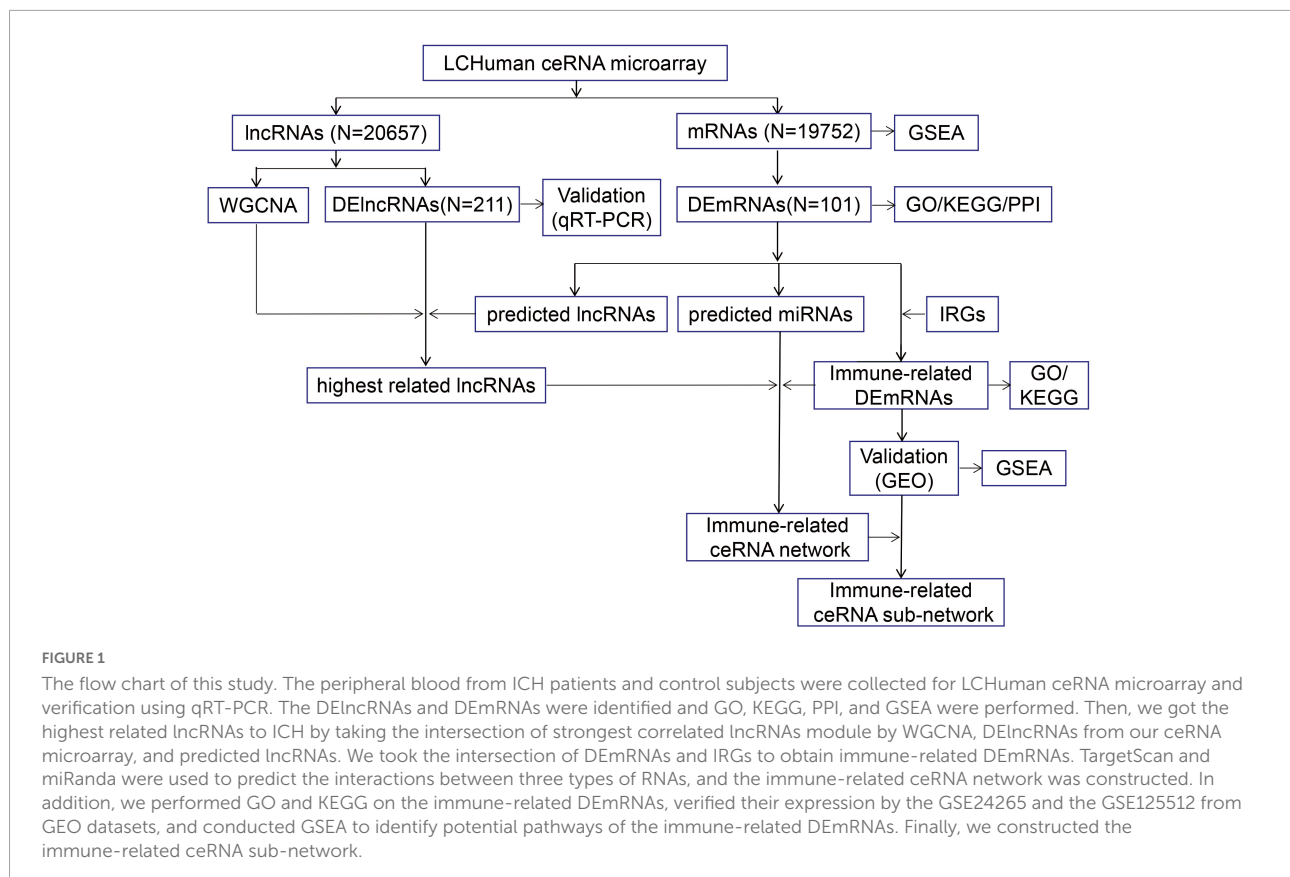 LCHuman ceRNA microarray
lncRNAs (N=20657)
mRNAs (N=19752)
GSEA
WGCNA
DElncRNAs(N=211)
Validation
(qRT-PCR)
DEmRNAs(N=101)
GO/KEGG/PPI
predicted lncRNAs
predicted miRNAs
IRGs
highest related lncRNAs
Immune-related
DEmRNAs
GO/
KEGG
Validation
(GEO)
GSEA
Immune-related
ceRNA network
Immune-related
ceRNA sub-network
FIGURE 1
The flow chart of this study. The peripheral blood from ICH patients and control subjects were collected for LCHuman ceRNA microarray and
verification using qRT-PCR. The DElncRNAs and DEmRNAs were identified and GO, KEGG, PPI, and GSEA were performed. Then, we got the
highest related lncRNAs to ICH by taking the intersection of strongest correlated lncRNAs module by WGCNA, DElncRNAs from our ceRNA
microarray, and predicted lncRNAs. We took the intersection of DEmRNAs and IRGs to obtain immune-related DEmRNAs. TargetScan and
miRanda were used to predict the interactions between three types of RNAs, and the immune-related ceRNA network was constructed. In
addition, we performed GO and KEGG on the immune-related DEmRNAs, verified their expression by the GSE24265 and the GSE125512 from
GEO datasets, and conducted GSEA to identify potential pathways of the immune-related DEmRNAs. Finally, we constructed the
immune-related ceRNA sub-network.